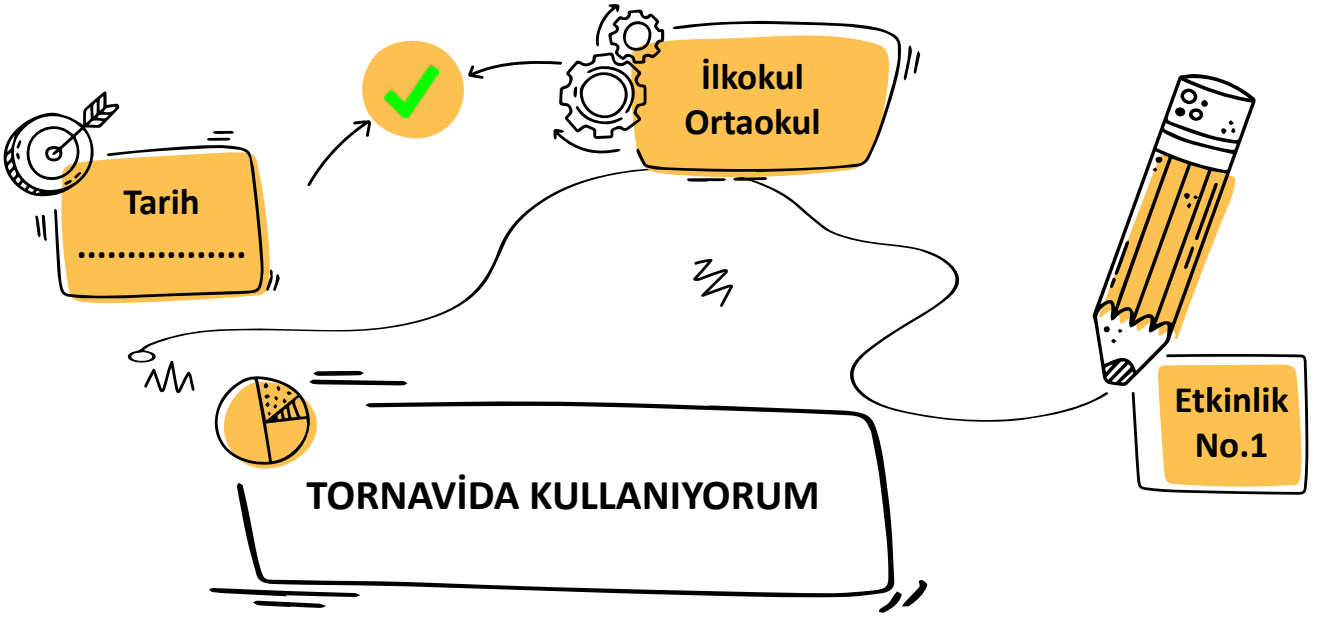 İlkokul
Ortaokul
Tarih
.................
Etkinlik
No.1
TORNAVİDA KULLANIYORUM